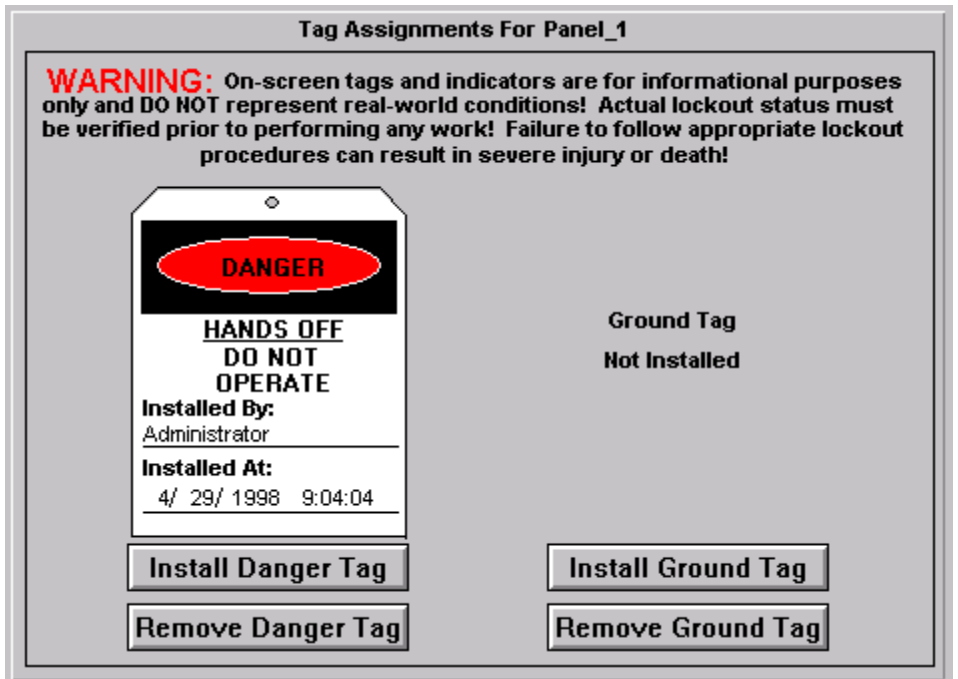 Tag Assignments For Panel_1
WARNING: On-screen tags and indicators are for informational purposes
only and DO NOT represent real-world conditions! Actual lockout status must
be verified prior to performing any work! Failure to follow appropriate lockout
procedures can result in severe injury or death!
DANGER
HANDS OFF
DO NOT
OPERATE
Installed By:
Administrator
Installed At:
4/ 29/ 1998 9:04:04
Ground Tag
Not Installed
Install Danger Tag
Install Ground Tag
Remove Danger Tag
Remove Ground Tag